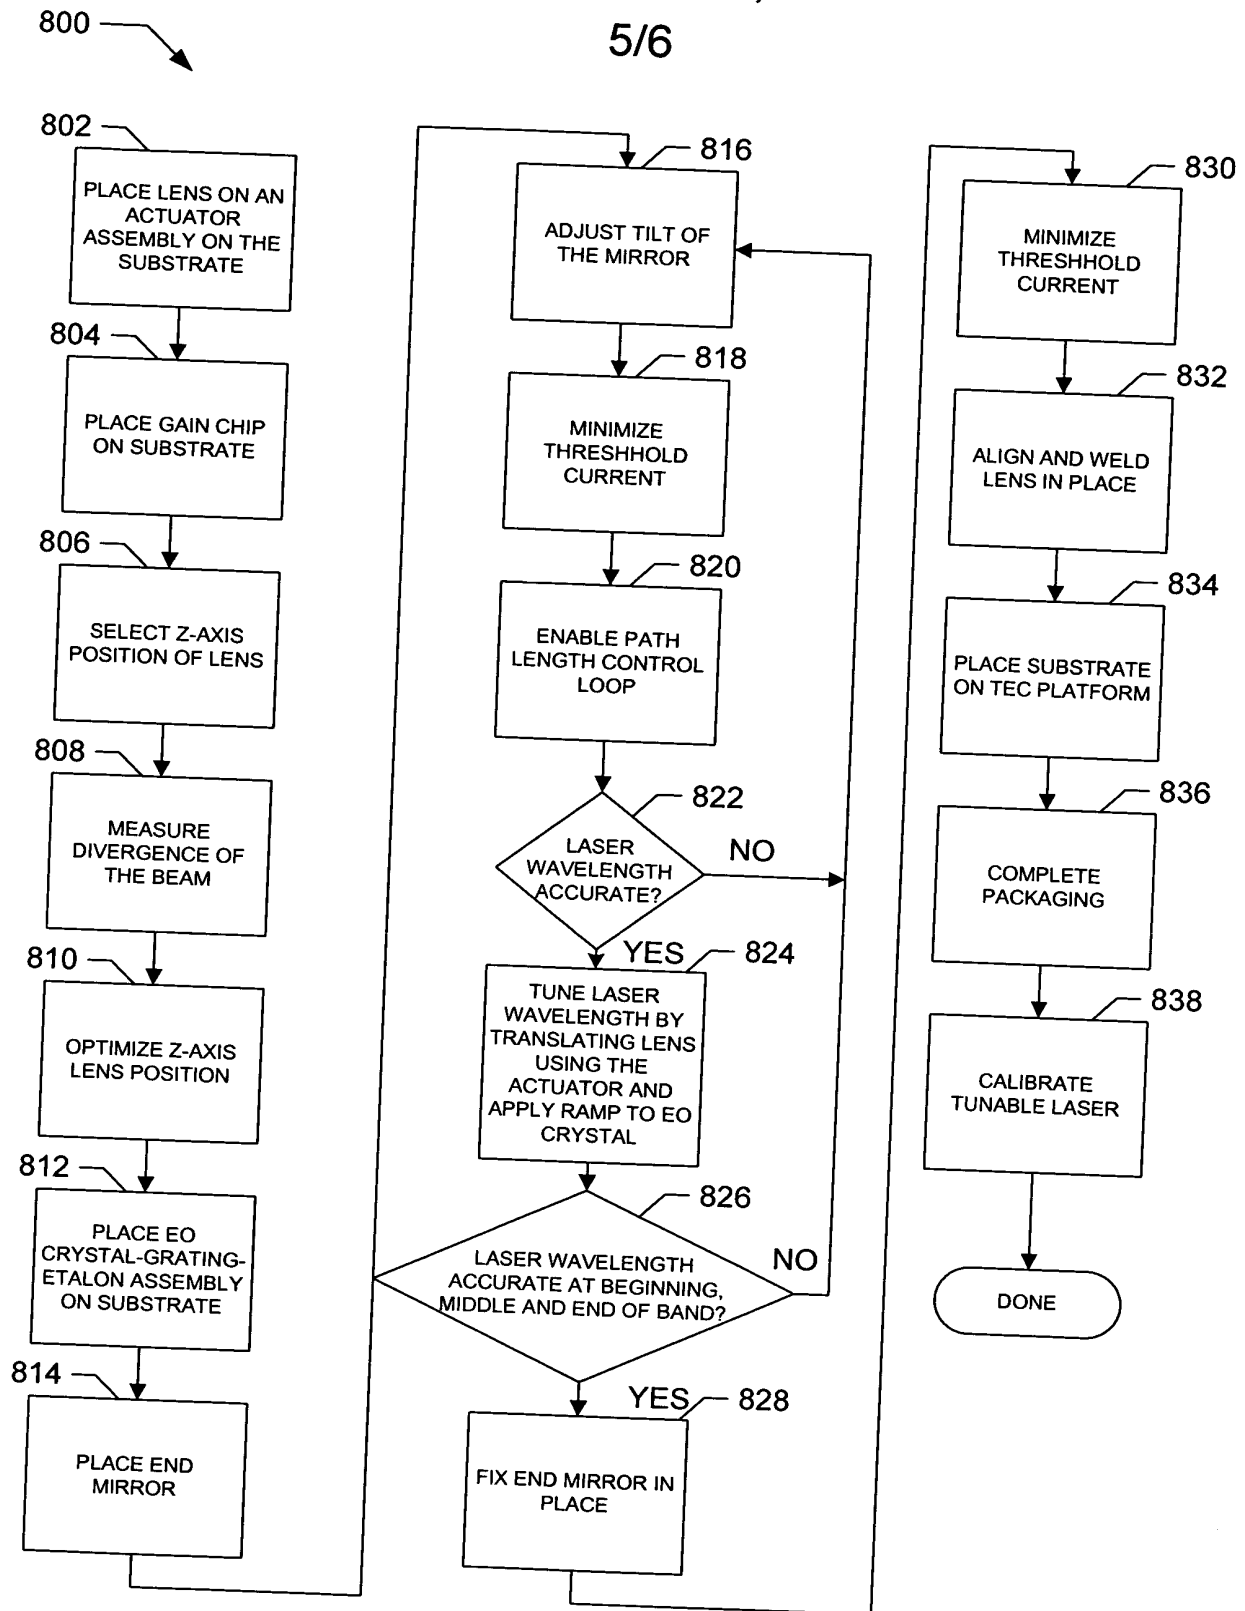 800
5/6
802
PLACE LENS ON AN
ACTUATOR
ASSEMBLY ON THE
SUBSTRATE
804
PLACE GAIN CHIP
ON SUBSTRATE
806
SELECT Z-AXIS
POSITION OF LENS
808
MEASURE
DIVERGENCE OF
THE BEAM
810
OPTIMIZE Z-AXIS
LENS POSITION
812
PLACE EO
CRYSTAL-GRATING-
ETALON ASSEMBLY
ON SUBSTRATE
814
PLACE END
MIRROR
816
ADJUST TILT OF
THE MIRROR
818
MINIMIZE
THRESHHOLD
CURRENT
820
ENABLE PATH
LENGTH CONTROL
LOOP
822
LASER
WAVELENGTH
ACCURATE?
NO
YES
824
TUNE LASER
WAVELENGTH BY
TRANSLATING LENS
USING THE
ACTUATOR AND
APPLY RAMP TO EO
CRYSTAL
826
LASER WAVELENGTH
ACCURATE AT BEGINNING,
MIDDLE AND END OF BAND?
NO
YES
828
FIX END MIRROR IN
PLACE
830
MINIMIZE
THRESHHOLD
CURRENT
832
ALIGN AND WELD
LENS IN PLACE
834
PLACE SUBSTRATE
ON TEC PLATFORM
836
COMPLETE
PACKAGING
838
CALIBRATE
TUNABLE LASER
DONE